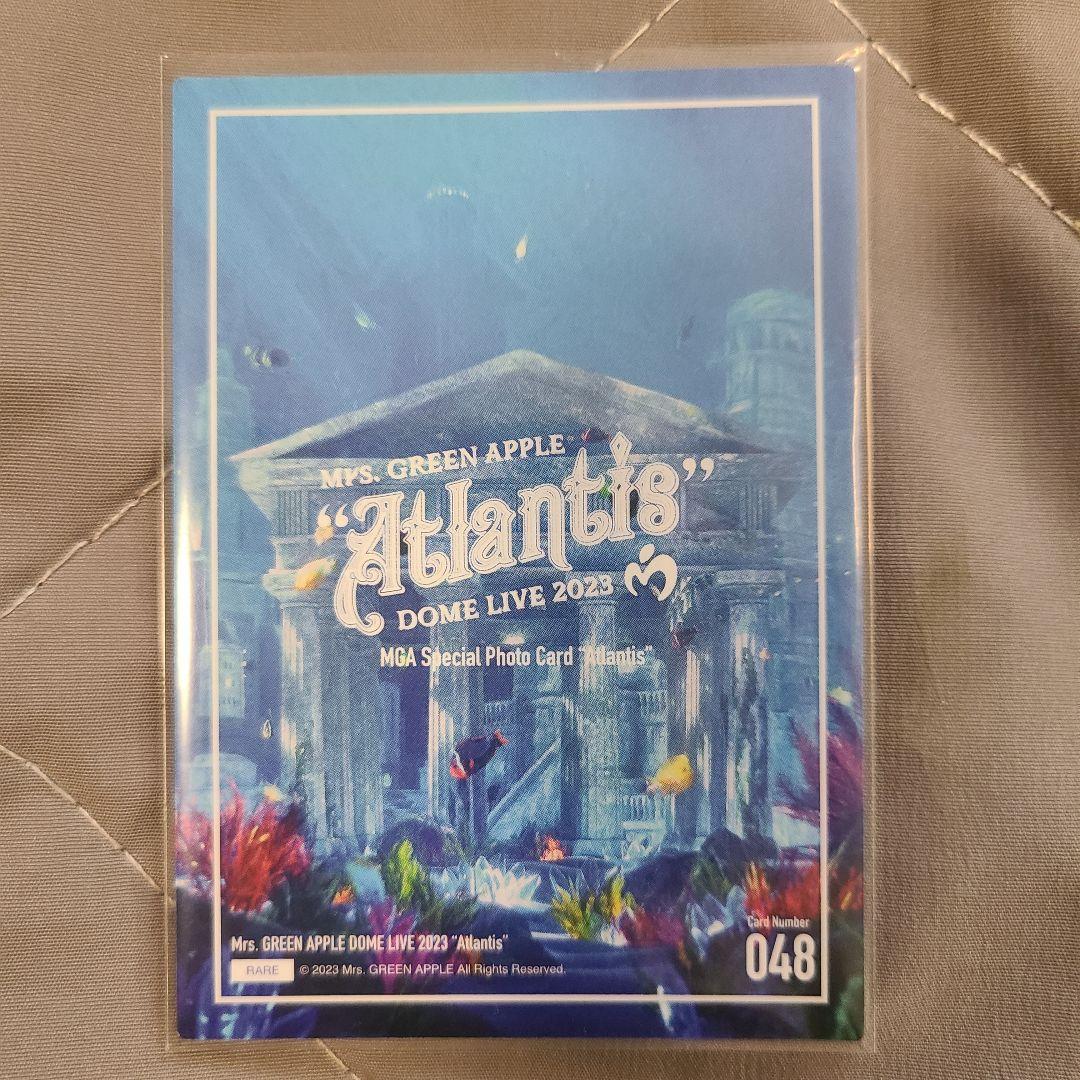 Mrs. GREEN APPLE
"Atlantis"
DOME LIVE 2023
MGA Special Photo Card "Atlantis"
Card Number
048
Mrs. GREEN APPLE DOME LIVE 2023 "Atlantis"
RARE © 2023 Mrs. GREEN APPLE All Rights Reserved.